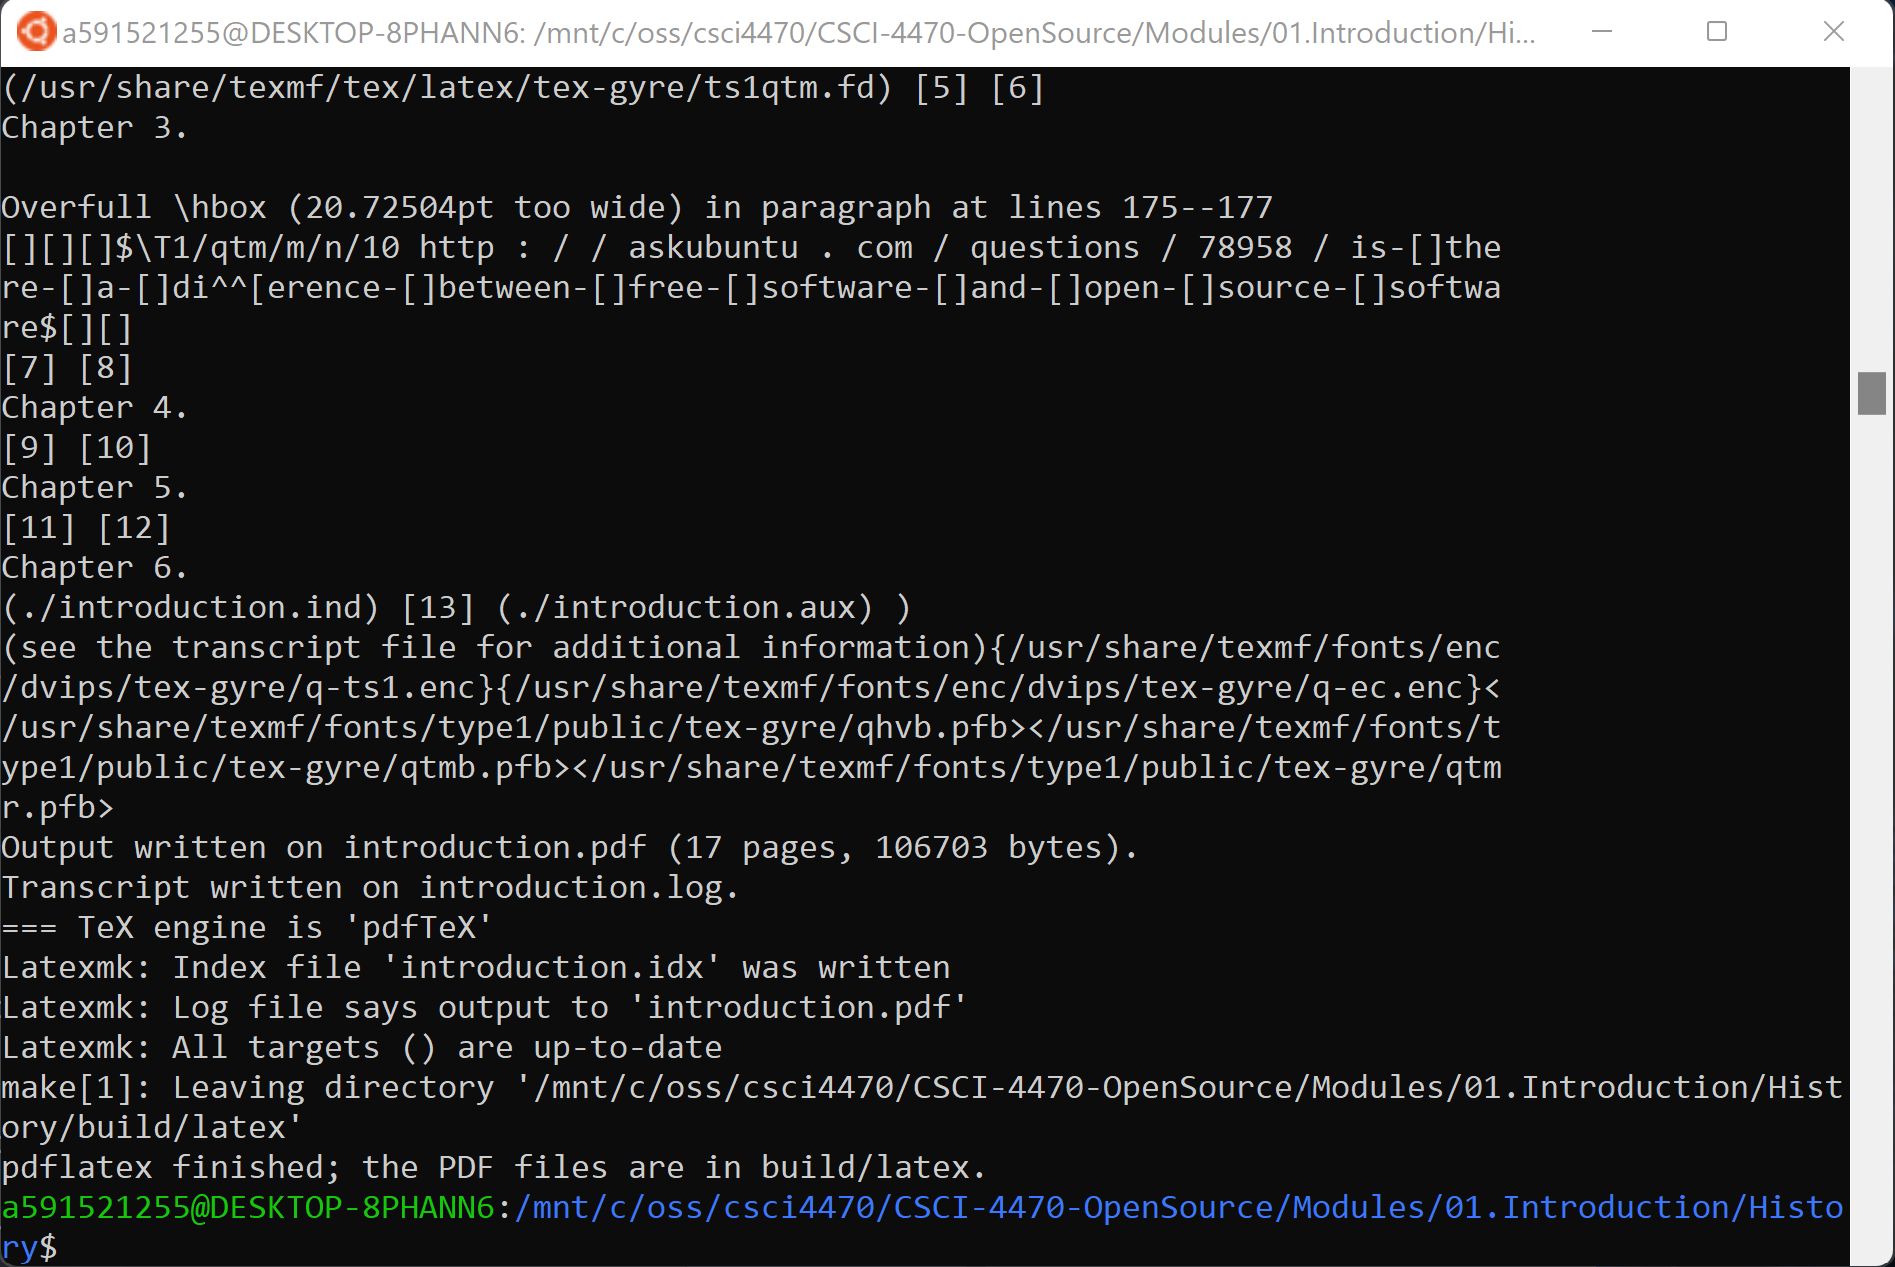 a591521255@DESKTOP-8PHANN6: /mnt/c/oss/csci4470/CSCI-4470-OpenSource/Modules/01.Introduction/Hi...
(/usr/share/texmf/tex/latex/tex-gyre/ts1qtm.fd) [5] [6]
Chapter 3.
Overfull \hbox (20.72504pt too wide) in paragraph at lines 175--177
[][][]$\T1/qtm/m/n/10 http : / / askubuntu . com / questions / 78958 / is-[]the
re-[]a-[]di^^[erence-[]between-[]free-[]software-[]and-[]open-[]source-[]softwa
re$[][]
[7] [8]
Chapter 4.
[9] [10]
Chapter 5.
[11] [12]
Chapter 6.
(./introduction.ind) [13] (./introduction.aux) )
(see the transcript file for additional information){/usr/share/texmf/fonts/enc
/dvips/tex-gyre/q-ts1.enc}{/usr/share/texmf/fonts/enc/dvips/tex-gyre/q-ec.enc}<
/usr/share/texmf/fonts/type1/public/tex-gyre/qhvb.pfb></usr/share/texmf/fonts/t
ype1/public/tex-gyre/qtmb.pfb></usr/share/texmf/fonts/type1/public/tex-gyre/qtm
r.pfb>
Output written on introduction.pdf (17 pages, 106703 bytes).
Transcript written on introduction.log.
=== TeX engine is 'pdfTeX'
Latexmk: Index file 'introduction.idx' was written
Latexmk: Log file says output to 'introduction.pdf'
Latexmk: All targets () are up-to-date
make[1]: Leaving directory '/mnt/c/oss/csci4470/CSCI-4470-OpenSource/Modules/01.Introduction/Hist
ory/build/latex'
pdflatex finished; the PDF files are in build/latex.
a591521255@DESKTOP-8PHANN6:/mnt/c/oss/csci4470/CSCI-4470-OpenSource/Modules/01.Introduction/Histo
ry$